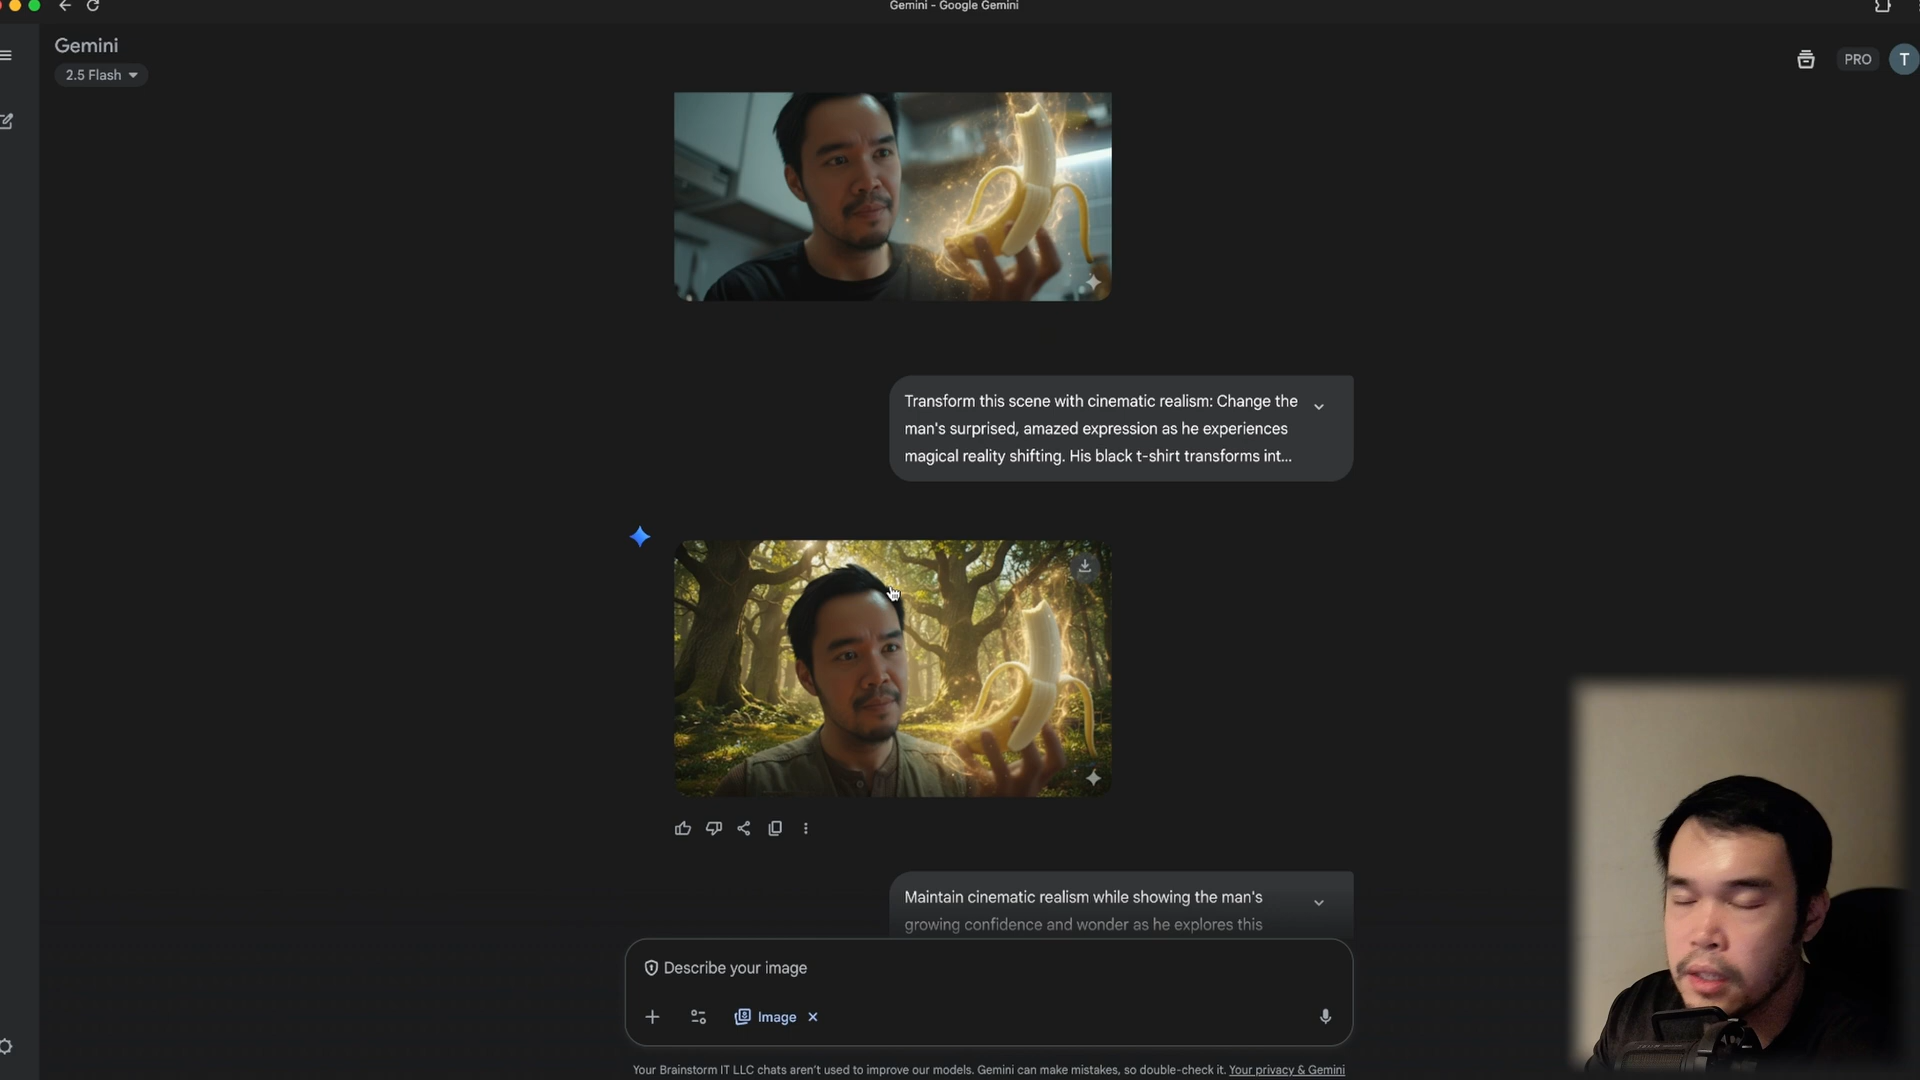 Gemini - Google Gemini
Gemini
2.5 Flash
PRO
T
Transform this scene with cinematic realism: Change the
man's surprised, amazed expression as he experiences
magical reality shifting. His black t-shirt transforms int...
Maintain cinematic realism while showing the man's
growing confidence and wonder as he explores this
Describe your image
Image
Your Brainstorm IT LLC chats aren't used to improve our models. Gemini can make mistakes, so double-check it. Your privacy & Gemini